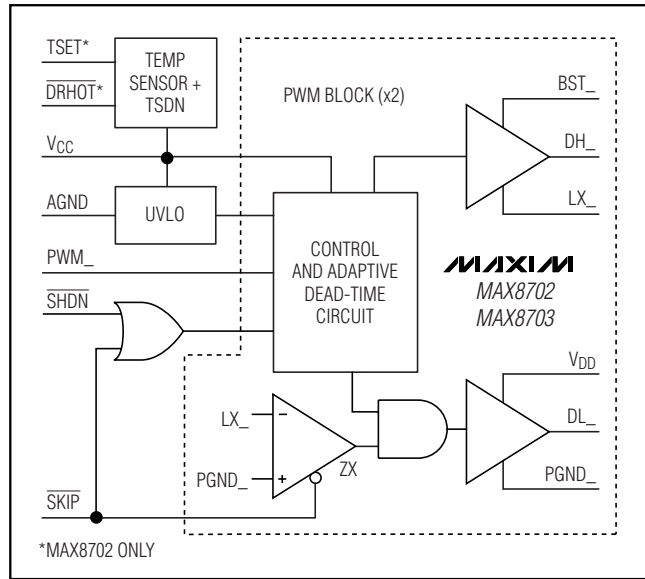 TSET*
DRHOT*
VCC
AGND
PWM_
SHDN
SKIP
*MAX8702 ONLY
TEMP
SENSOR +
TSDN
UVLO
PWM BLOCK (x2)
CONTROL
AND ADAPTIVE
DEAD-TIME
CIRCUIT
LX_
−
PGND_
+
ZX
BST_
DH_
LX_
MAXIM
MAX8702
MAX8703
VDD
DL_
PGND_